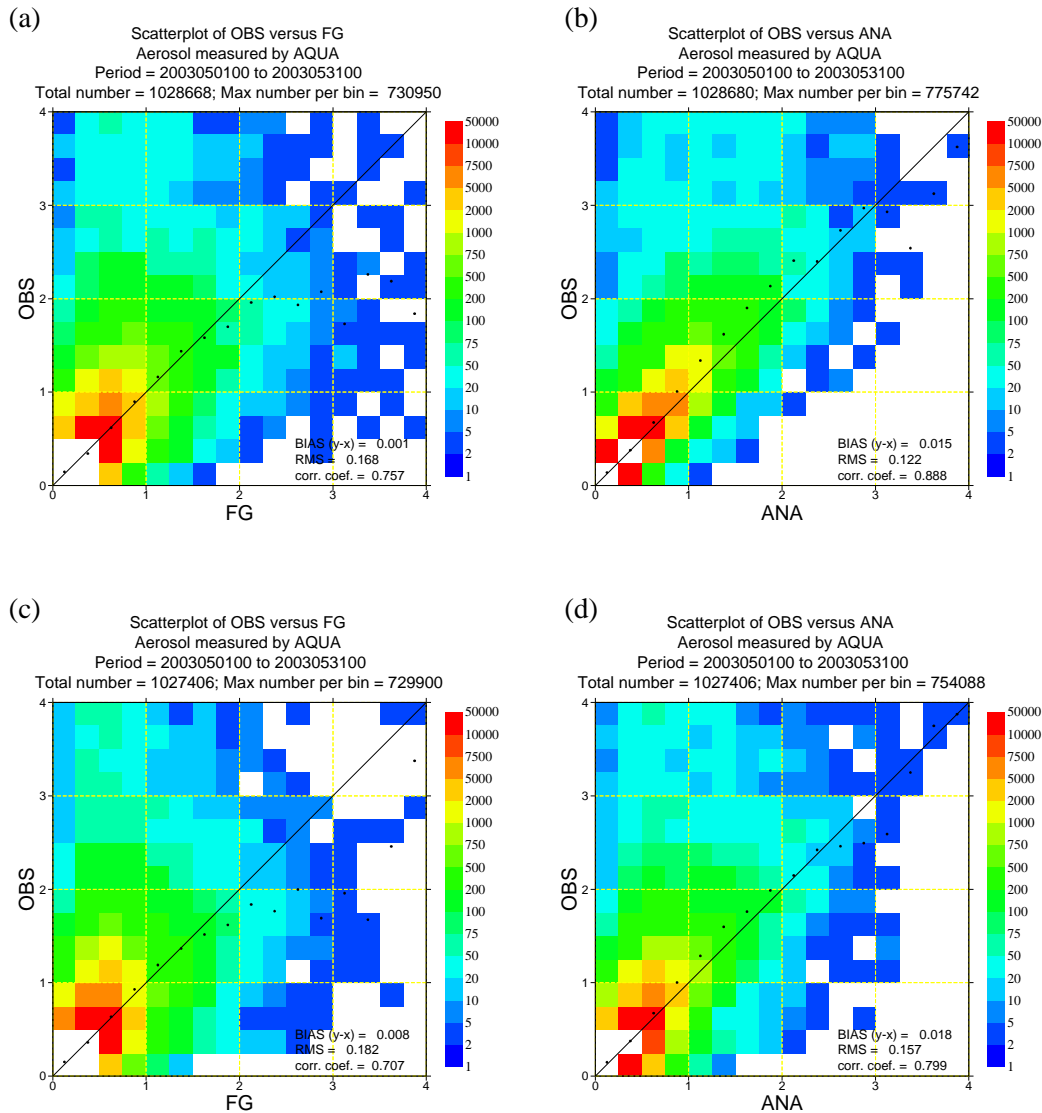 (a)
Scatterplot of OBS versus FG
Aerosol measured by AQUA
Period = 2003050100 to 2003053100
Total number = 1028668; Max number per bin = 730950
4
3
2
1
0
OBS
0 1 2 3 4
FG
BIAS (y-x) = 0.001
RMS = 0.168
corr. coef. = 0.757
50000
10000
7500
5000
2000
1000
750
500
200
100
50
20
10
5
2
1
(b)
Scatterplot of OBS versus ANA
Aerosol measured by AQUA
Period = 2003050100 to 2003053100
Total number = 1028680; Max number per bin = 775742
4
3
2
1
0
OBS
0 1 2 3 4
ANA
BIAS (y-x) = 0.015
RMS = 0.122
corr. coef. = 0.888
50000
10000
7500
5000
2000
1000
750
500
200
100
50
20
10
5
2
1
(c)
Scatterplot of OBS versus FG
Aerosol measured by AQUA
Period = 2003050100 to 2003053100
Total number = 1027406; Max number per bin = 729900
4
3
2
1
0
OBS
0 1 2 3 4
FG
BIAS (y-x) = 0.008
RMS = 0.182
corr. coef. = 0.707
50000
10000
7500
5000
2000
1000
750
500
200
100
50
20
10
5
2
1
(d)
Scatterplot of OBS versus ANA
Aerosol measured by AQUA
Period = 2003050100 to 2003053100
Total number = 1027406; Max number per bin = 754088
4
3
2
1
0
OBS
0 1 2 3 4
ANA
BIAS (y-x) = 0.018
RMS = 0.157
corr. coef. = 0.799
50000
10000
7500
5000
2000
1000
750
500
200
100
50
20
10
5
2
1